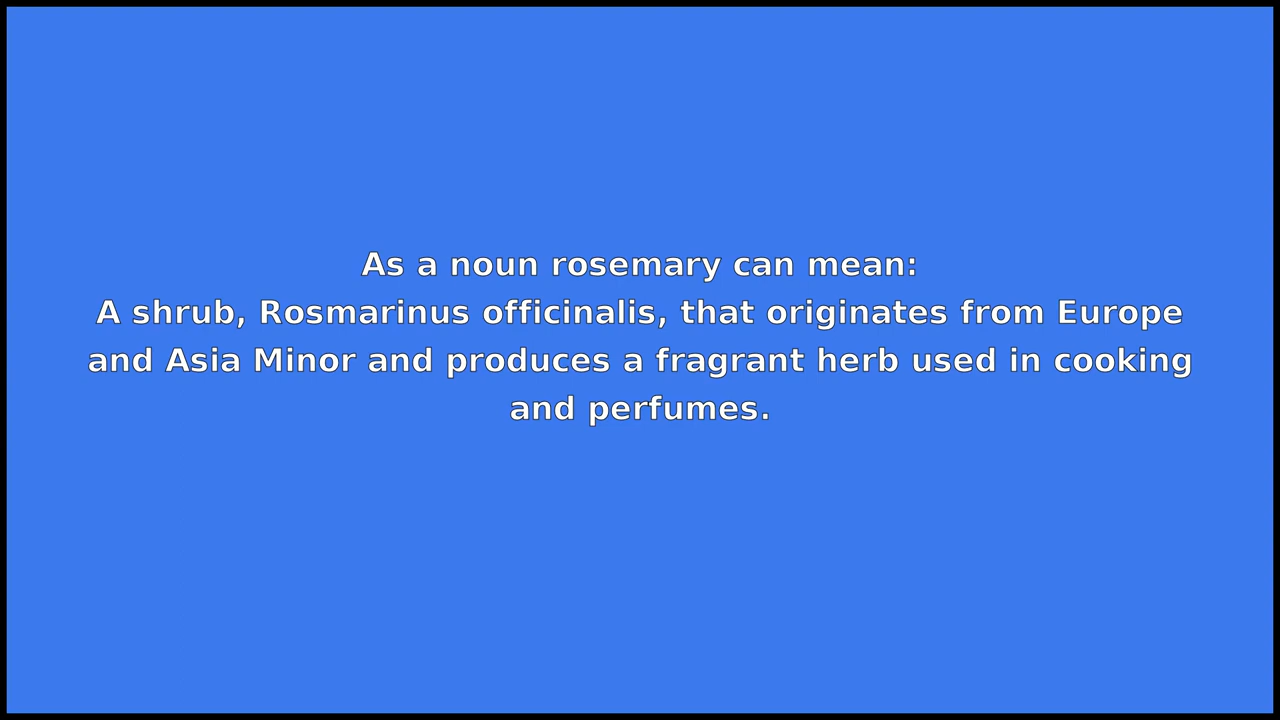 As a noun rosemary can mean:
A shrub, Rosmarinus officinalis, that originates from Europe
and Asia Minor and produces a fragrant herb used in cooking
and perfumes.